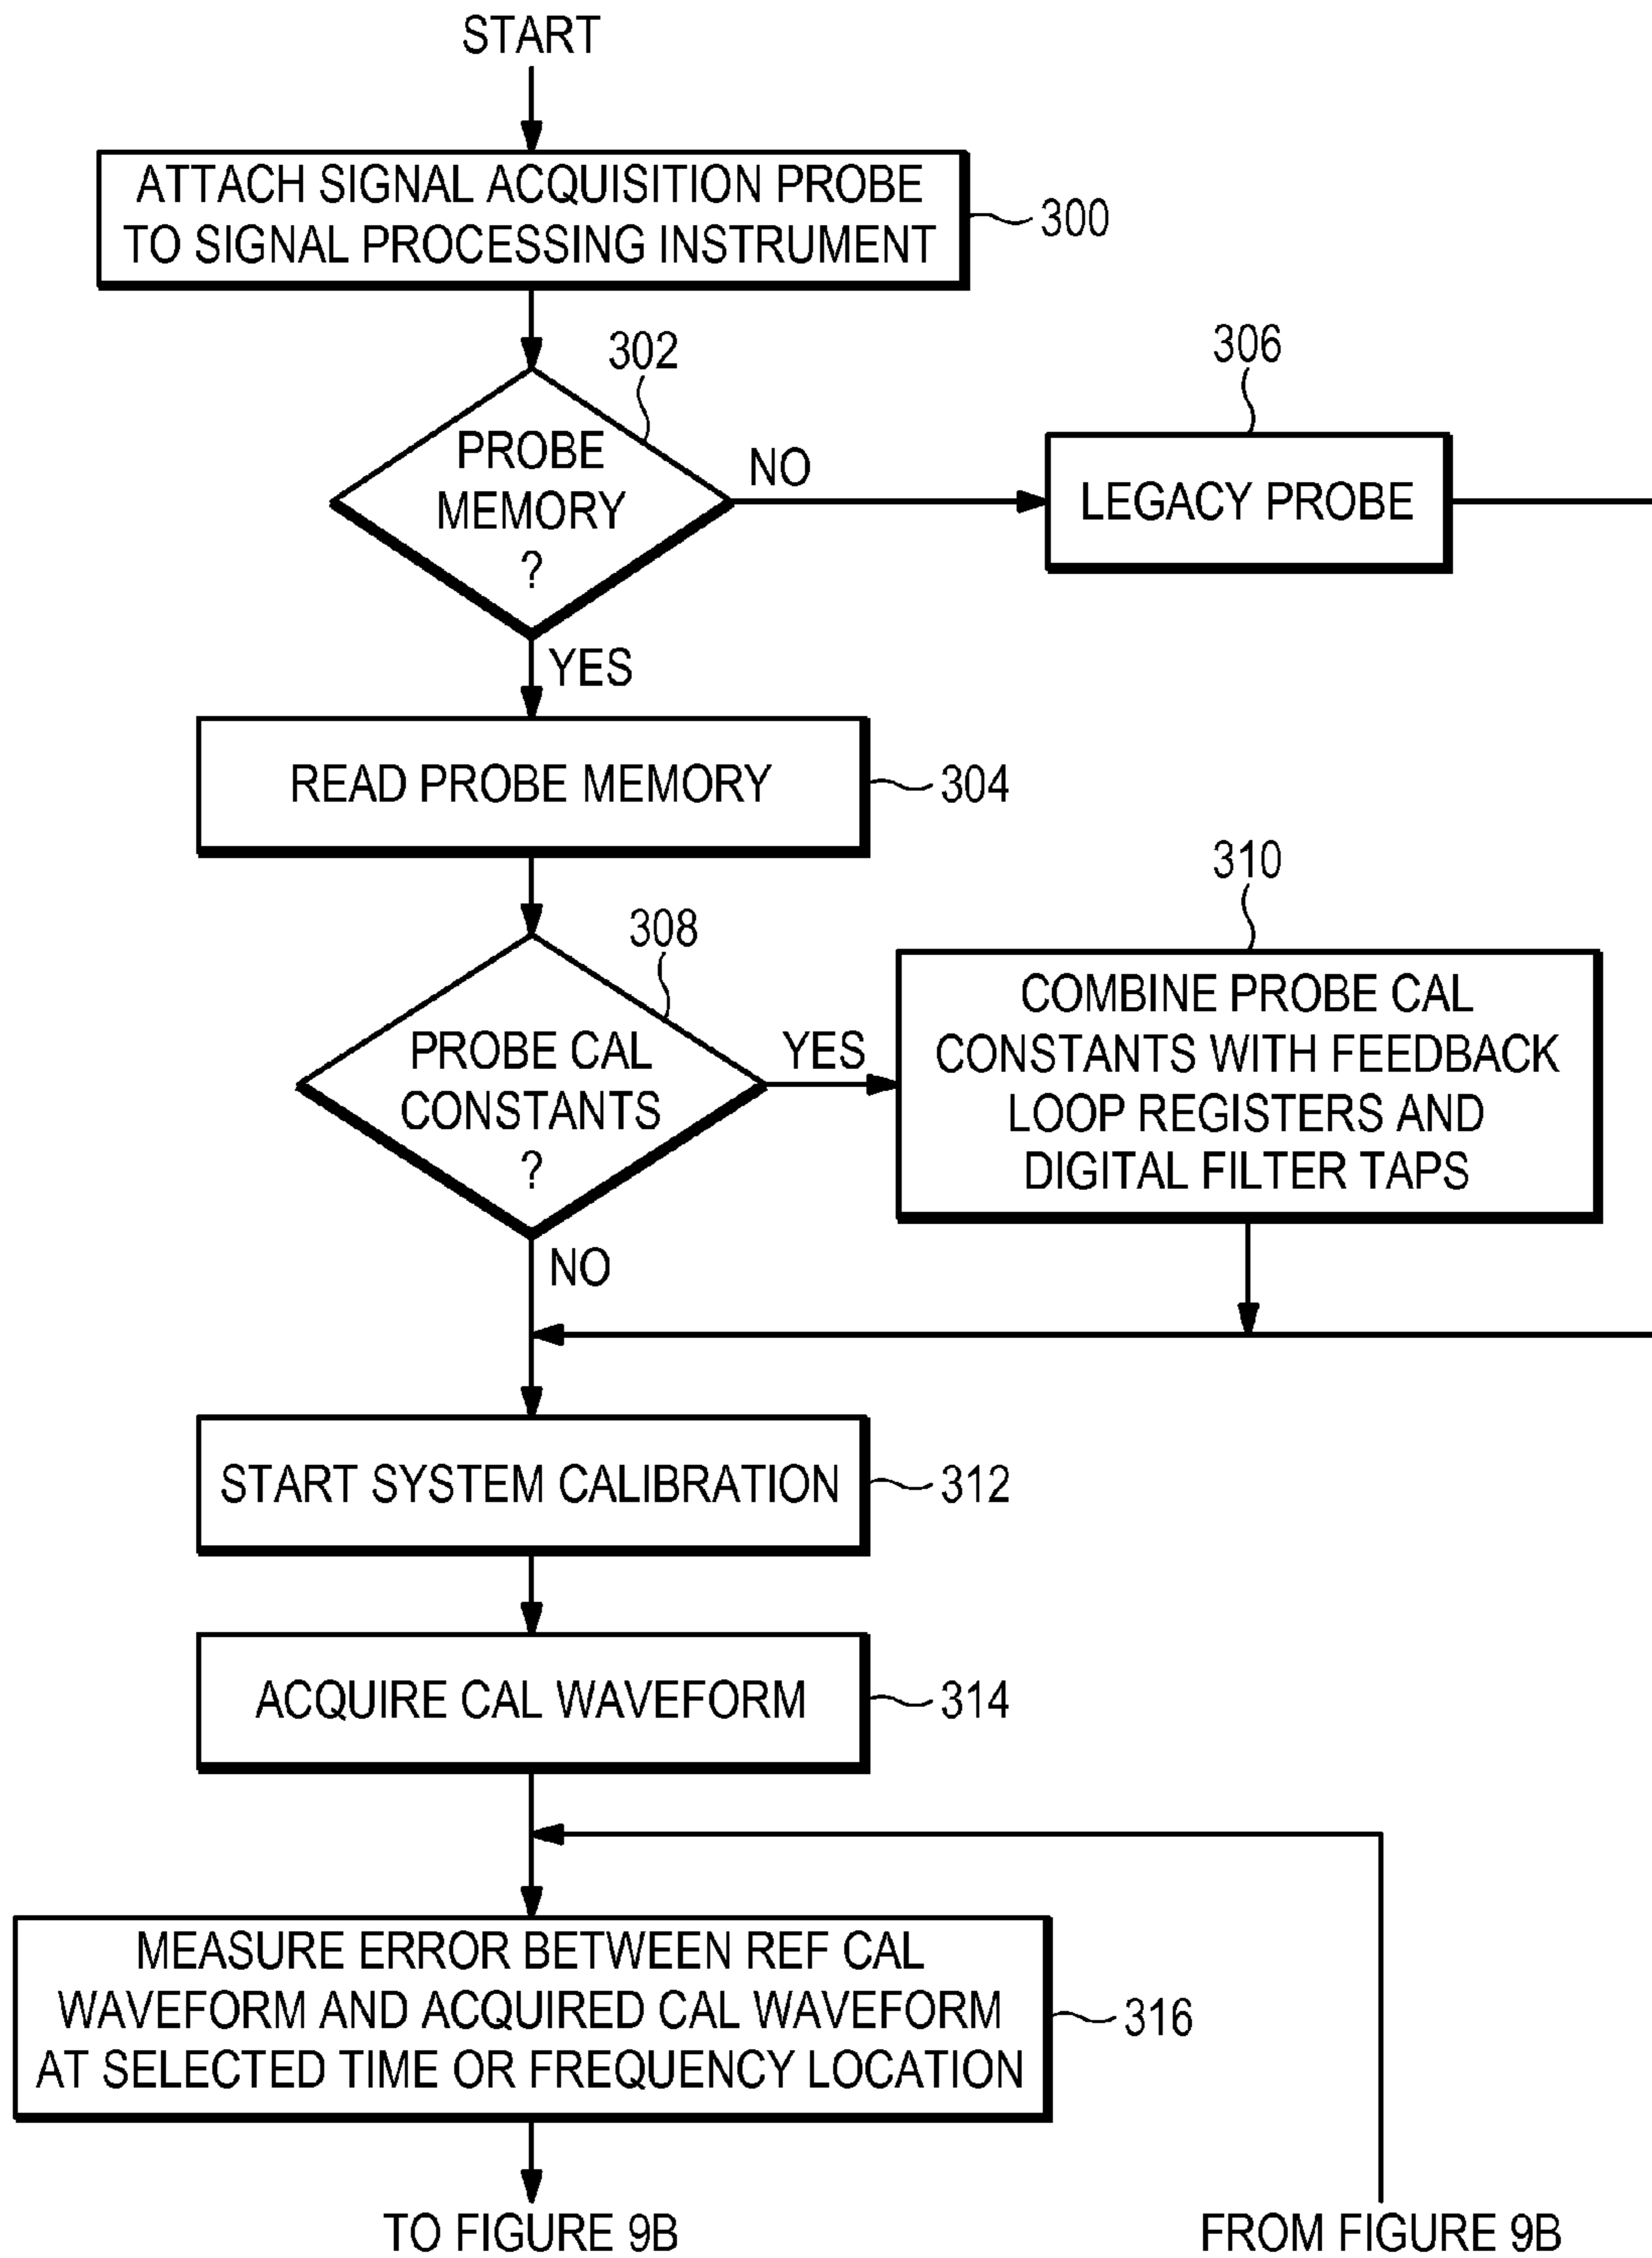 START
ATTACH SIGNAL ACQUISITION PROBE
TO SIGNAL PROCESSING INSTRUMENT
300
302
PROBE
MEMORY
?
NO
306
LEGACY PROBE
YES
READ PROBE MEMORY
304
308
PROBE CAL
CONSTANTS
?
YES
310
COMBINE PROBE CAL
CONSTANTS WITH FEEDBACK
LOOP REGISTERS AND
DIGITAL FILTER TAPS
NO
START SYSTEM CALIBRATION
312
ACQUIRE CAL WAVEFORM
314
MEASURE ERROR BETWEEN REF CAL
WAVEFORM AND ACQUIRED CAL WAVEFORM
AT SELECTED TIME OR FREQUENCY LOCATION
316
TO FIGURE 9B
FROM FIGURE 9B